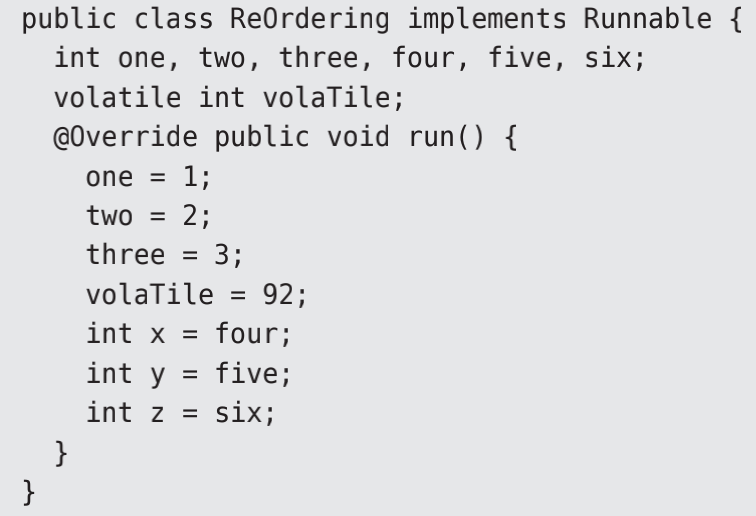 public class ReOrdering implements Runnable {
  int one, two, three, four, five, six;
  volatile int volaTile;
  @Override public void run() {
    one = 1;
    two = 2;
    three = 3;
    volaTile = 92;
    int x = four;
    int y = five;
    int z = six;
  }
}